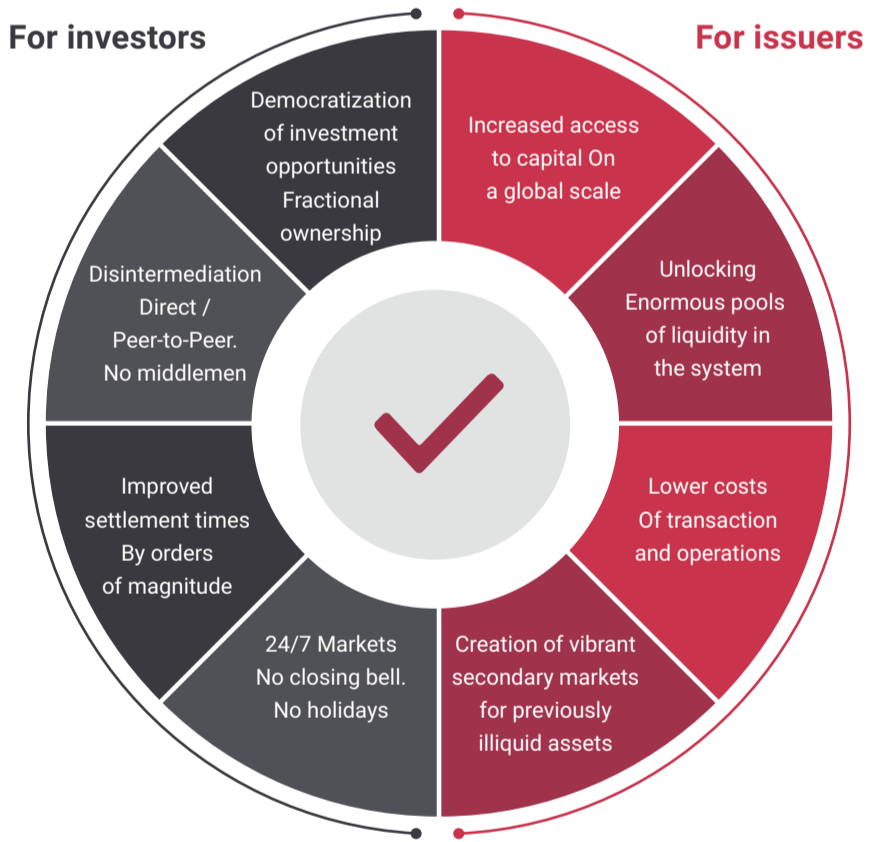 For investors
For issuers
Democratization
of investment
opportunities
Fractional
ownership
Increased access
to capital On
a global scale
Disintermediation
Direct /
Peer-to-Peer.
No middlemen
Unlocking
Enormous pools
of liquidity in
the system
Improved
settlement times
By orders
of magnitude
Lower costs
Of transaction
and operations
24/7 Markets
No closing bell.
No holidays
Creation of vibrant
secondary markets
for previously
illiquid assets